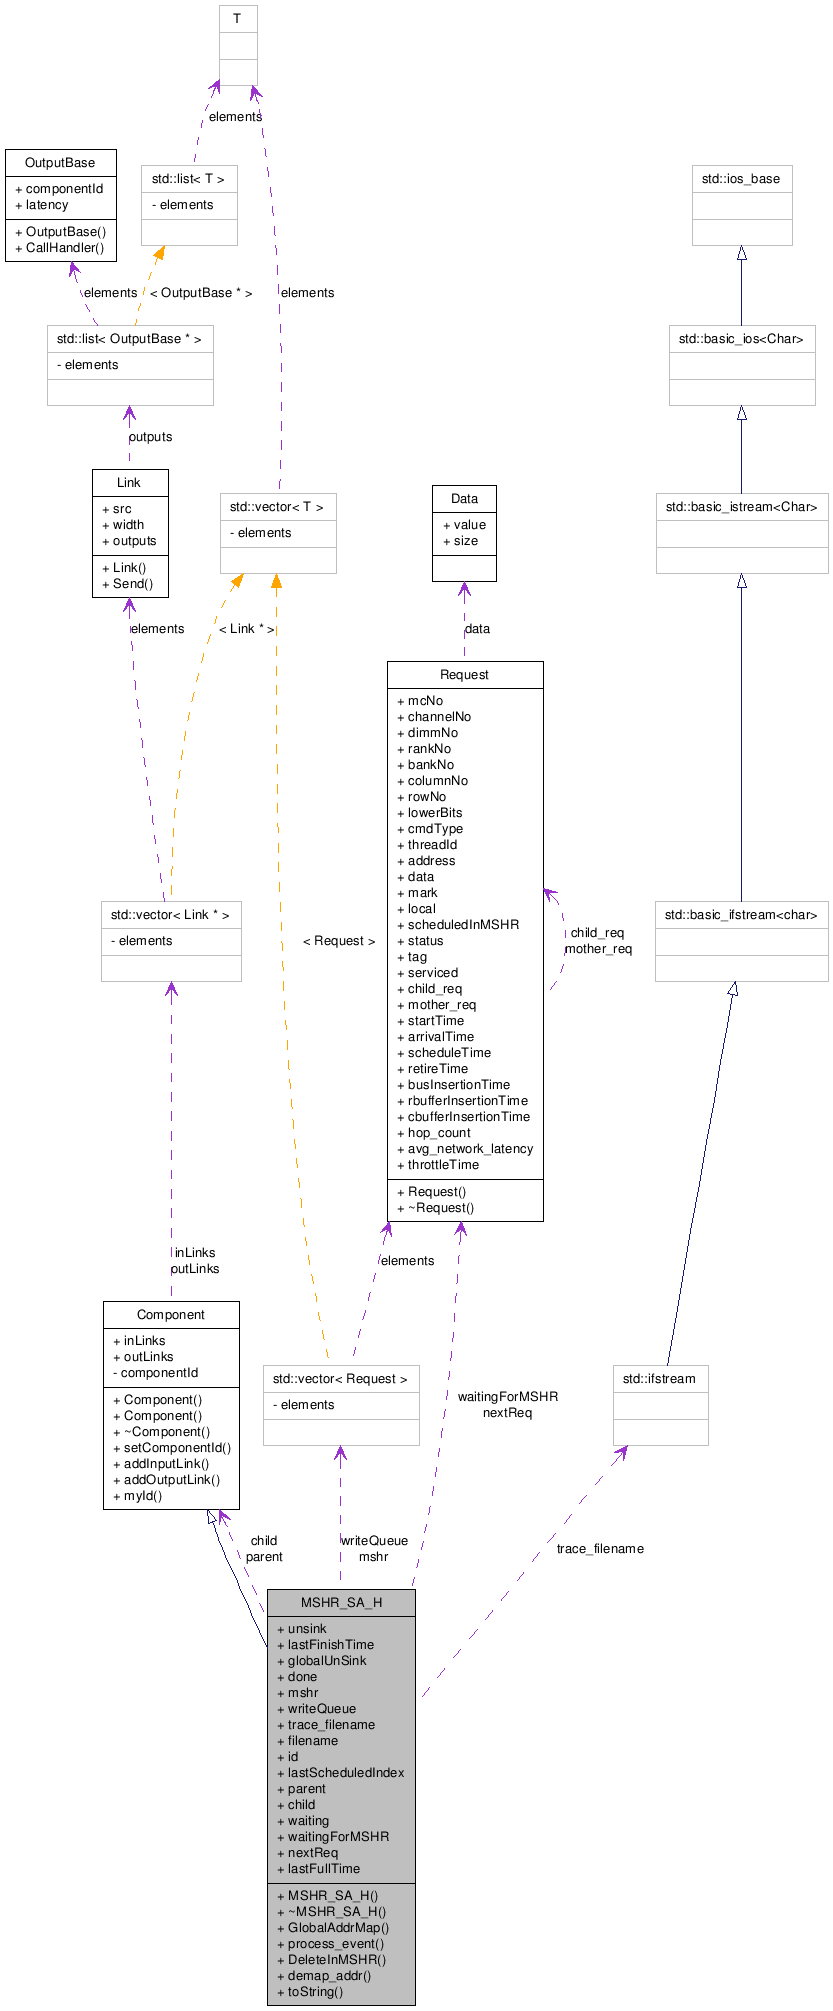 T
elements
OutputBase
+ componentId
+ latency
+ OutputBase()
+ CallHandler()
std::list< T >
- elements
std::ios_base
elements
< OutputBase * >
elements
std::list< OutputBase * >
- elements
std::basic_ios<Char>
outputs
Link
+ src
+ width
+ outputs
+ Link()
+ Send()
std::vector< T >
- elements
Data
+ value
+ size
std::basic_istream<Char>
elements
< Link * >
data
Request
+ mcNo
+ channelNo
+ dimmNo
+ rankNo
+ bankNo
+ columnNo
+ rowNo
+ lowerBits
+ cmdType
+ threadId
+ address
+ data
+ mark
+ local
+ scheduledInMSHR
+ status
+ tag
+ serviced
+ child_req
+ mother_req
+ startTime
+ arrivalTime
+ scheduleTime
+ retireTime
+ busInsertionTime
+ rbufferInsertionTime
+ cbufferInsertionTime
+ hop_count
+ avg_network_latency
+ throttleTime
+ Request()
+ ~Request()
std::vector< Link * >
- elements
< Request >
child_req
mother_req
std::basic_ifstream<char>
inLinks
outLinks
elements
Component
+ inLinks
+ outLinks
- componentId
+ Component()
+ Component()
+ ~Component()
+ setComponentId()
+ addInputLink()
+ addOutputLink()
+ myId()
std::vector< Request >
- elements
waitingForMSHR
nextReq
std::ifstream
child
parent
writeQueue
mshr
trace_filename
MSHR_SA_H
+ unsink
+ lastFinishTime
+ globalUnSink
+ done
+ mshr
+ writeQueue
+ trace_filename
+ filename
+ id
+ lastScheduledIndex
+ parent
+ child
+ waiting
+ waitingForMSHR
+ nextReq
+ lastFullTime
+ MSHR_SA_H()
+ ~MSHR_SA_H()
+ GlobalAddrMap()
+ process_event()
+ DeleteInMSHR()
+ demap_addr()
+ toString()